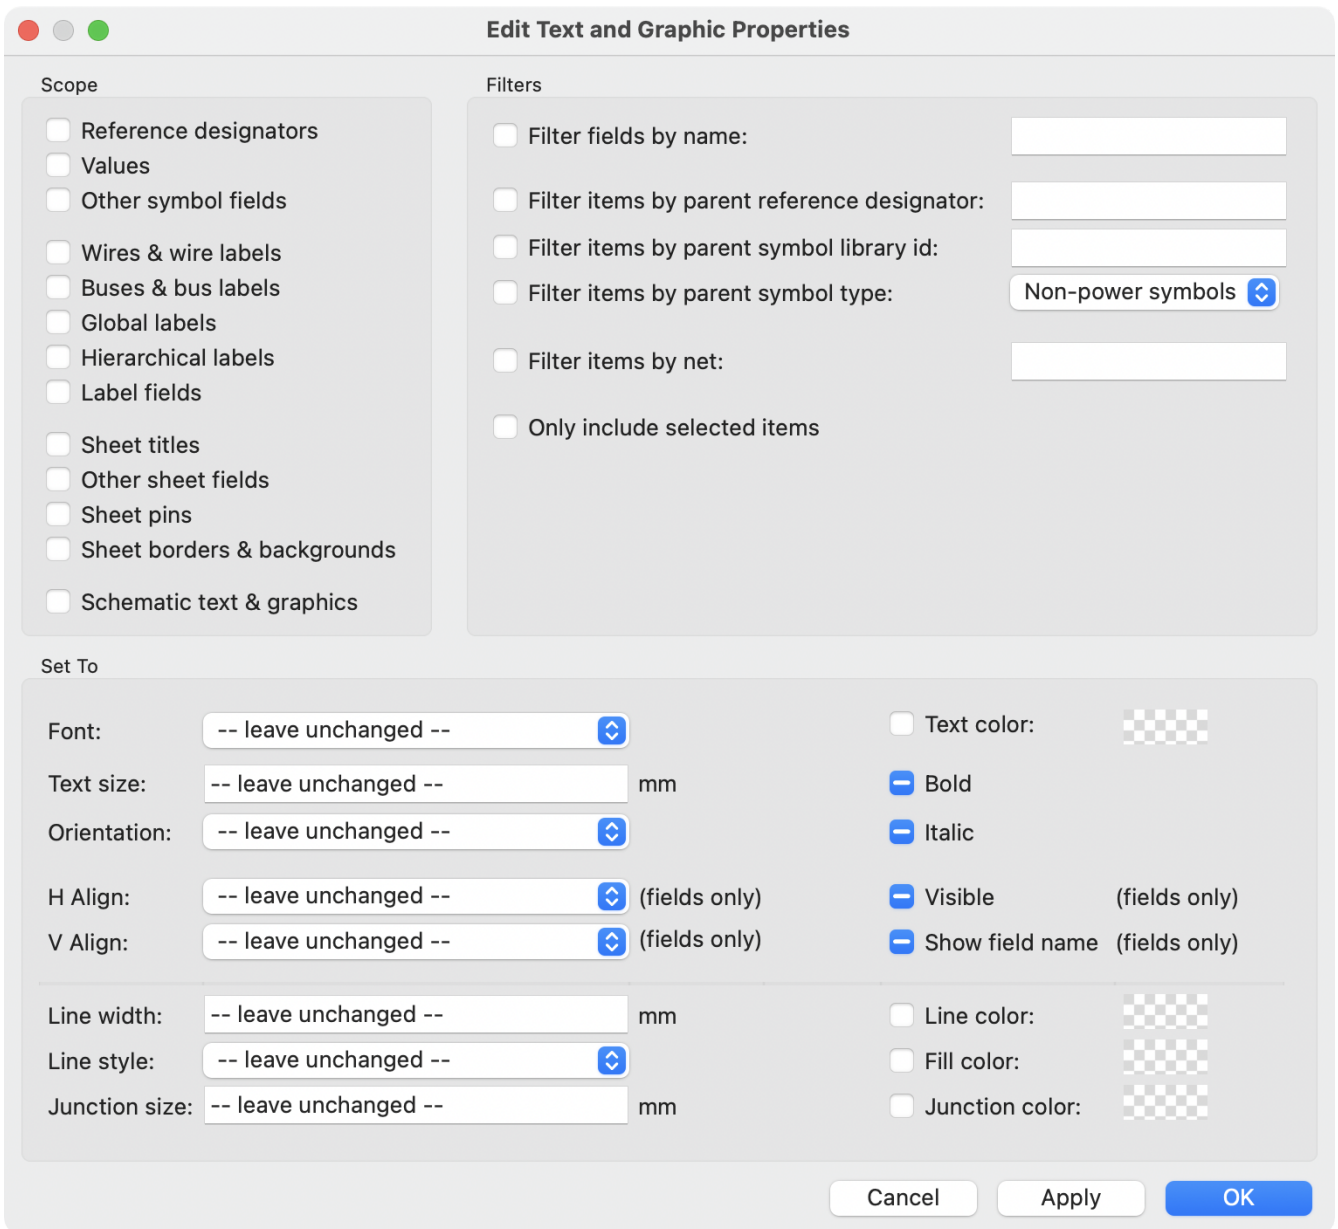 Edit Text and Graphic Properties
Scope
Reference designators
Values
Other symbol fields
Wires & wire labels
Buses & bus labels
Global labels
Hierarchical labels
Label fields
Sheet titles
Other sheet fields
Sheet pins
Sheet borders & backgrounds
Schematic text & graphics
Filters
Filter fields by name:
Filter items by parent reference designator:
Filter items by parent symbol library id:
Filter items by parent symbol type: Non-power symbols
Filter items by net:
Only include selected items
Set To
Font: -- leave unchanged -- Text color:
Text size: -- leave unchanged -- mm Bold
Orientation: -- leave unchanged -- Italic
H Align: -- leave unchanged -- (fields only) Visible (fields only)
V Align: -- leave unchanged -- (fields only) Show field name (fields only)
Line width: -- leave unchanged -- mm Line color:
Line style: -- leave unchanged -- Fill color:
Junction size: -- leave unchanged -- mm Junction color:
Cancel Apply OK